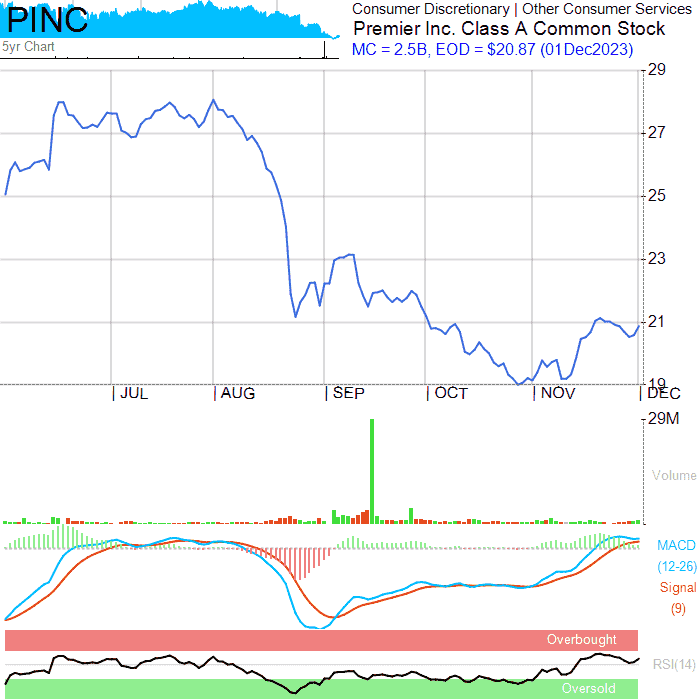 PINC
5yr Chart
Consumer Discretionary | Other Consumer Services
Premier Inc. Class A Common Stock
MC = 2.5B, EOD = $20.87 (01Dec2023)
29
27
25
23
21
19
JUL
AUG
SEP
OCT
NOV
DEC
29M
Volume
MACD
(12-26)
Signal
(9)
Overbought
RSI(14)
Oversold